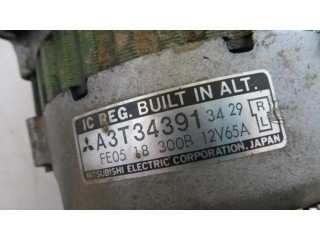 IC REG. BUILT IN ALT.
A3T34391 34 29 R L
FE05 18 300B 12V65A
MITSUBISHI ELECTRIC CORPORATION, JAPAN